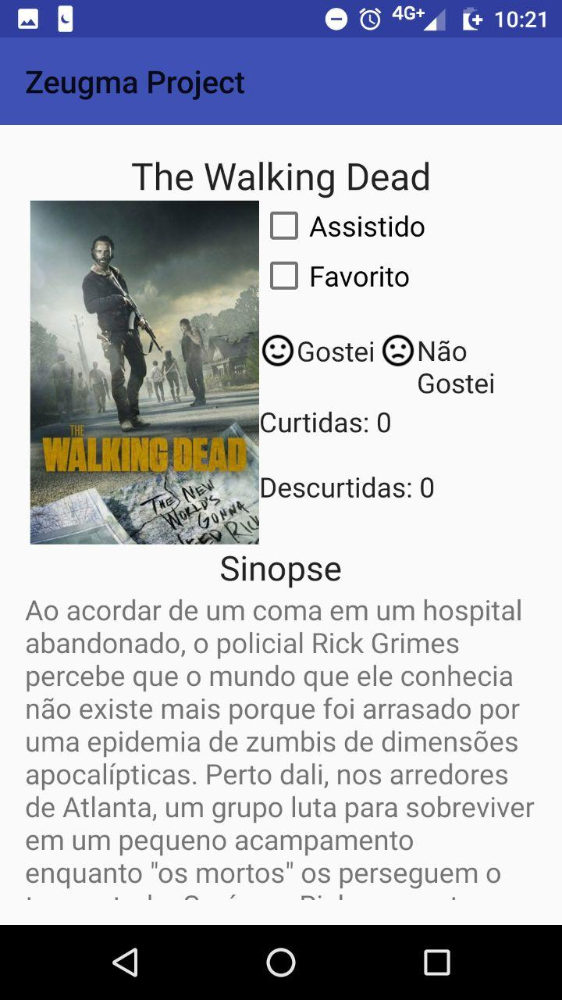 4G+ 10:21
Zeugma Project
The Walking Dead
Assistido
Favorito
Gostei Não
Gostei
Curtidas: 0
Descurtidas: 0
THE
WALKING DEAD
THE NEW
WORLD'S
GONNA
Sinopse
Ao acordar de um coma em um hospital
abandonado, o policial Rick Grimes
percebe que o mundo que ele conhecia
não existe mais porque foi arrasado por
uma epidemia de zumbis de dimensões
apocalípticas. Perto dali, nos arredores
de Atlanta, um grupo luta para sobreviver
em um pequeno acampamento
enquanto "os mortos" os perseguem o